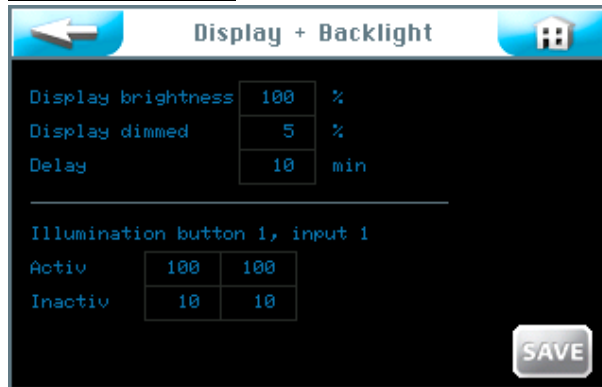 Display + Backlight
Display brightness 100 %
Display dimmed 5 %
Delay 10 min
Illumination button 1, input 1
Activ 100 100
Inactiv 10 10
SAVE